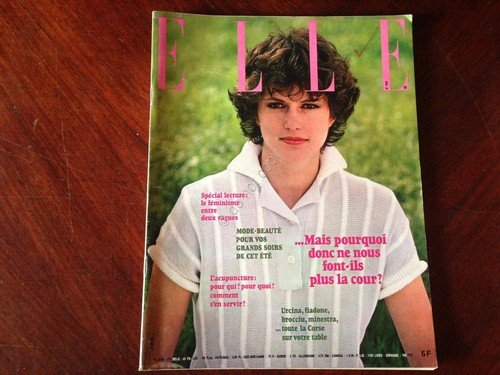 ELLE
Spécial lecture:
le féminisme
entre
deux vagues
MODE-BEAUTÉ
POUR VOS
GRANDS SOIRS
DE CET ÉTÉ
...Mais pourquoi
donc ne nous
font-ils
plus la cour?
L'acupuncture:
pour qui? pour quoi?
comment
s'en servir?
Urcina, fiadone,
brocciu, minestra,
...toute la Corse
sur votre table
6F